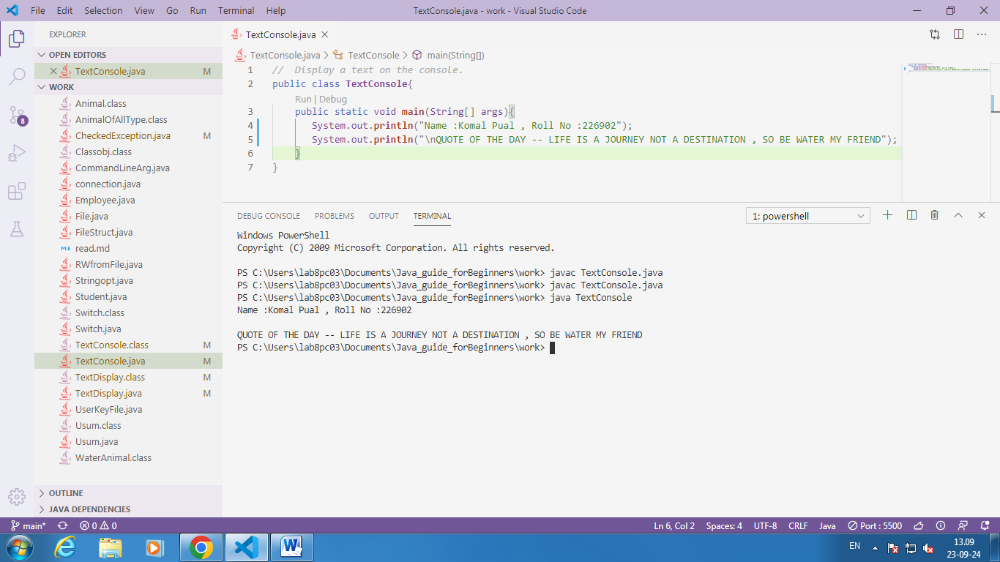 File Edit Selection View Go Run Terminal Help TextConsole.java - work - Visual Studio Code
EXPLORER
OPEN EDITORS
TextConsole.java M
WORK
Animal.class
AnimalOfAllType.class
CheckedException.java M
Classobj.class
CommandLineArg.java
connection.java
Employee.java
File.java
FileStruct.java
read.md
RWfromFile.java
Stringopt.java
Student.java
Switch.class
Switch.java
TextConsole.class M
TextConsole.java M
TextDisplay.class M
TextDisplay.java M
UserKeyFile.java
Usum.class
Usum.java
WaterAnimal.class
OUTLINE
JAVA DEPENDENCIES
8
TextConsole.java
TextConsole.java > TextConsole > main(String[])
1 //  Display a text on the console.
2 public class TextConsole{
Run | Debug
3 public static void main(String[] args){
4 System.out.println("Name :Komal Pual , Roll No :226902");
5 System.out.println("\nQUOTE OF THE DAY -- LIFE IS A JOURNEY NOT A DESTINATION , SO BE WATER MY FRIEND");
6 }
7 }
DEBUG CONSOLE PROBLEMS OUTPUT TERMINAL 1: powershell
Windows PowerShell
Copyright (C) 2009 Microsoft Corporation. All rights reserved.
PS C:\Users\lab8pc03\Documents\Java_guide_forBeginners\work> javac TextConsole.java
PS C:\Users\lab8pc03\Documents\Java_guide_forBeginners\work> javac TextConsole.java
PS C:\Users\lab8pc03\Documents\Java_guide_forBeginners\work> java TextConsole
Name :Komal Pual , Roll No :226902
QUOTE OF THE DAY -- LIFE IS A JOURNEY NOT A DESTINATION , SO BE WATER MY FRIEND
PS C:\Users\lab8pc03\Documents\Java_guide_forBeginners\work>
main* 0 0 Ln 6, Col 2 Spaces: 4 UTF-8 CRLF Java Port : 5500
EN 13.09
23-09-24